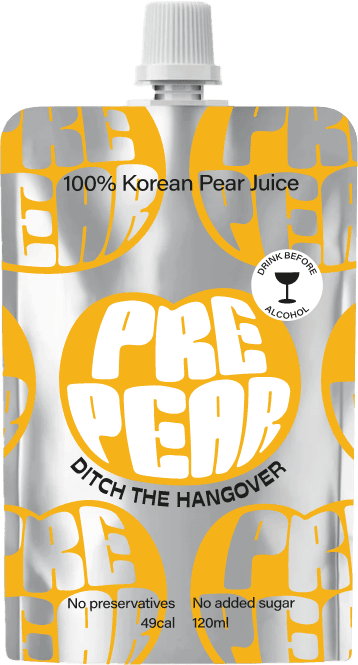 100% Korean Pear Juice
DRINK BEFORE
ALCOHOL
PRE
PEAR
DITCH THE HANGOVER
No preservatives No added sugar
49cal 120ml